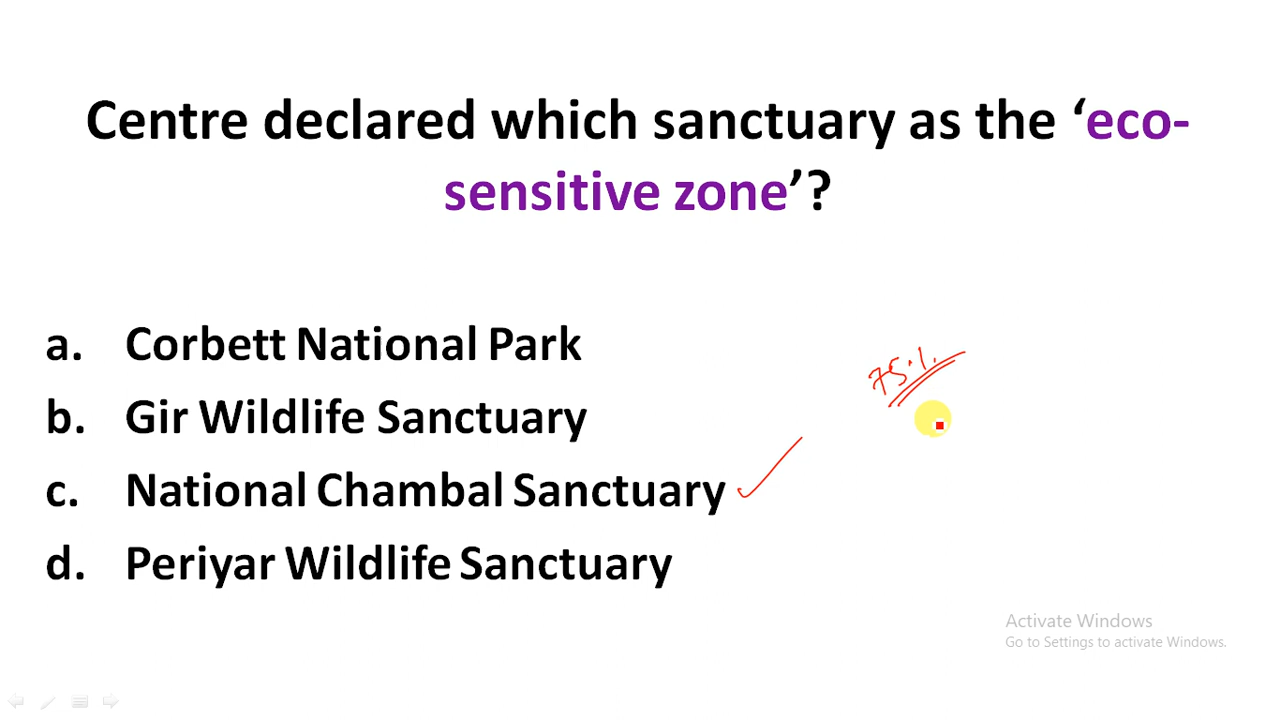 Centre declared which sanctuary as the ‘eco-
sensitive zone’?
a. Corbett National Park
75%
b. Gir Wildlife Sanctuary
c. National Chambal Sanctuary
d. Periyar Wildlife Sanctuary
Activate Windows
Go to Settings to activate Windows.